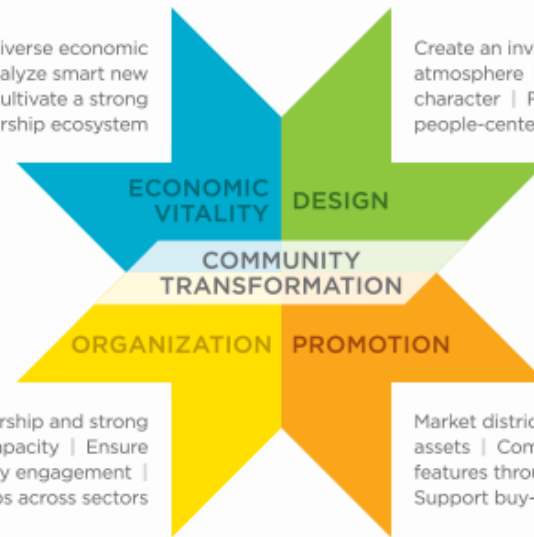 iverse economic
alyze smart new
ultivate a strong
rship ecosystem
Create an inv
atmosphere |
character | F
people-cente
ECONOMIC
VITALITY
DESIGN
COMMUNITY
TRANSFORMATION
ORGANIZATION
PROMOTION
rship and strong
pacity | Ensure
y engagement |
os across sectors
Market distric
assets | Com
features throu
Support buy-